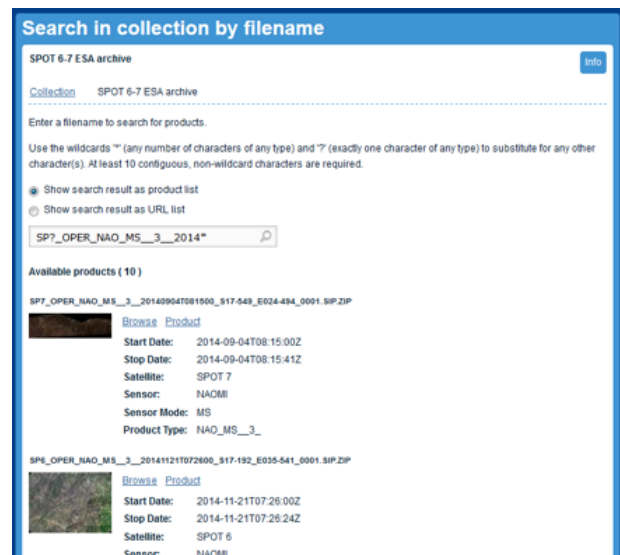 Search in collection by filename
SPOT 6-7 ESA archive
Info
Collection SPOT 6-7 ESA archive
Enter a filename to search for products.
Use the wildcards '*' (any number of characters of any type) and '?' (exactly one character of any type) to substitute for any other
character(s). At least 10 contiguous, non-wildcard characters are required.
Show search result as product list
Show search result as URL list
SP?_OPER_NAO_MS__3__2014*
Available products ( 10 )
SP7_OPER_NAO_MS__3__20140904T081500_S17-549_E024-494_0001.SIP.ZIP
Browse Product
Start Date: 2014-09-04T08:15:00Z
Stop Date: 2014-09-04T08:15:41Z
Satellite: SPOT 7
Sensor: NAOMI
Sensor Mode: MS
Product Type: NAO_MS__3_
SP6_OPER_NAO_MS__3__20141121T072600_S17-192_E035-541_0001.SIP.ZIP
Browse Product
Start Date: 2014-11-21T07:26:00Z
Stop Date: 2014-11-21T07:26:24Z
Satellite: SPOT 6
Sensor: NAOMI